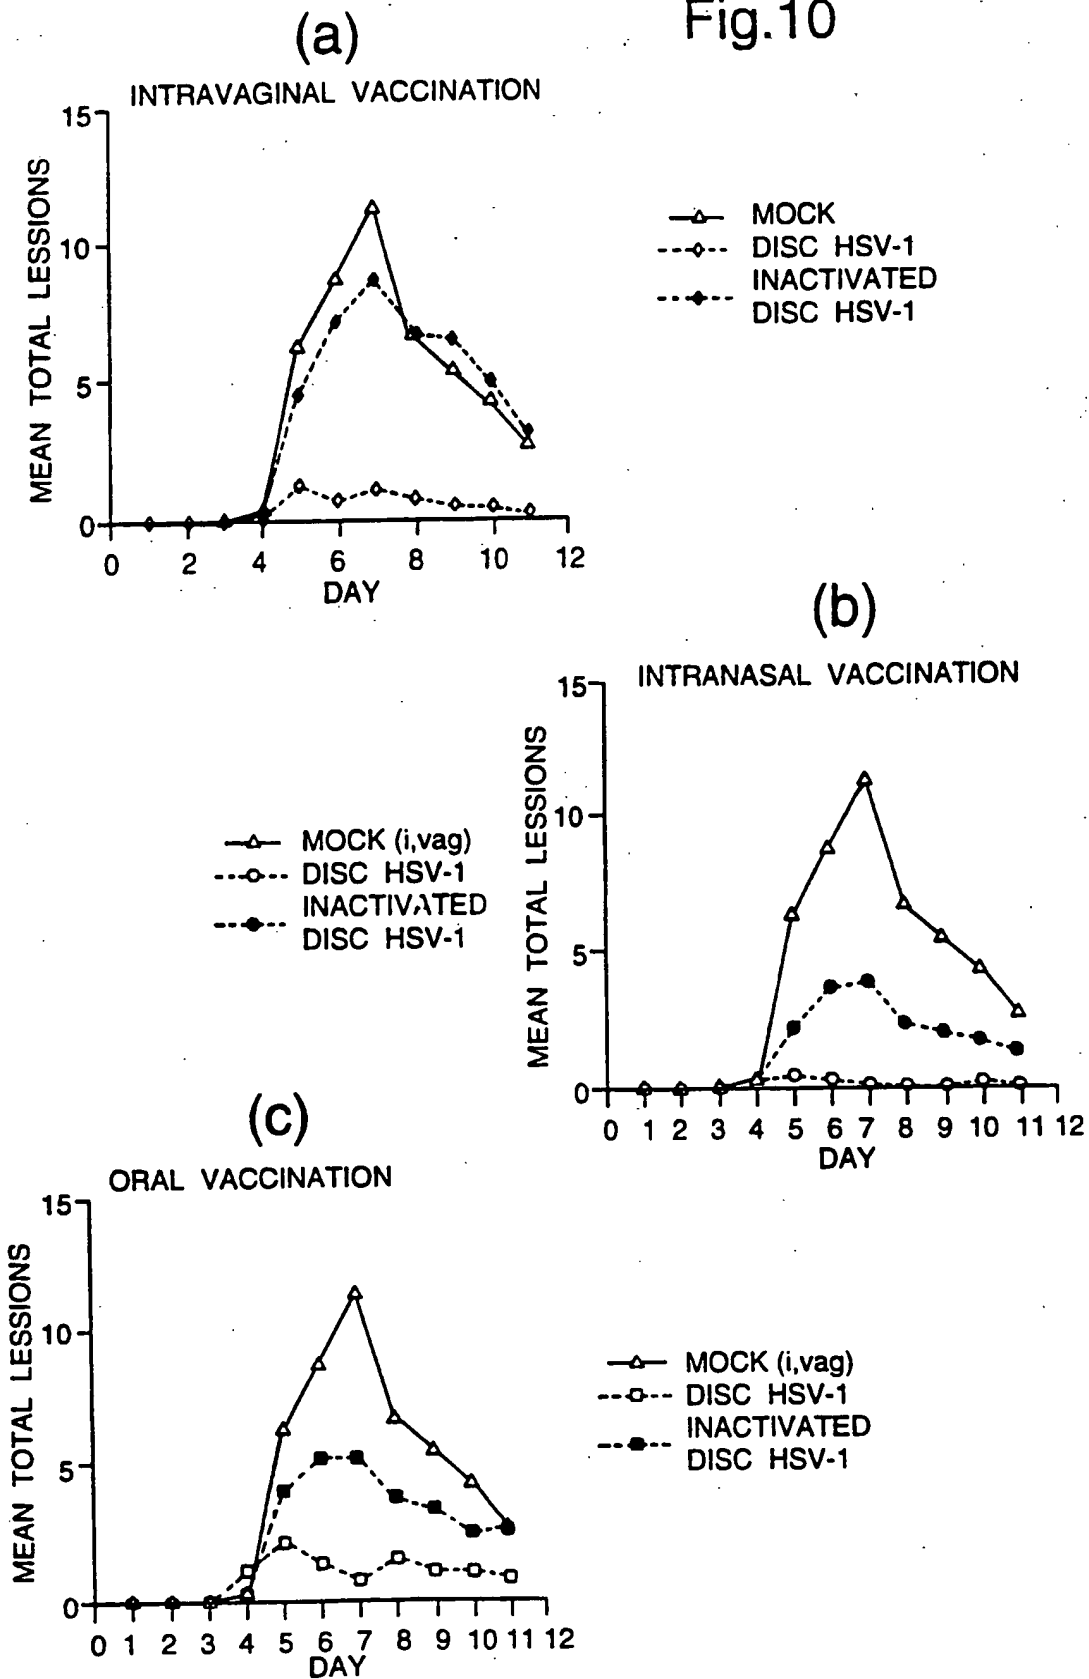 Fig.10
(a)
INTRAVAGINAL VACCINATION
15
10
5
0
MEAN TOTAL LESSIONS
0 2 4 6 8 10 12
DAY
MOCK
DISC HSV-1
INACTIVATED
DISC HSV-1
(b)
INTRANASAL VACCINATION
15
10
5
0
MEAN TOTAL LESSIONS
0 1 2 3 4 5 6 7 8 9 10 11 12
DAY
MOCK (i,vag)
DISC HSV-1
INACTIVATED
DISC HSV-1
(c)
ORAL VACCINATION
15
10
5
0
MEAN TOTAL LESSIONS
0 1 2 3 4 5 6 7 8 9 10 11 12
DAY
MOCK (i,vag)
DISC HSV-1
INACTIVATED
DISC HSV-1